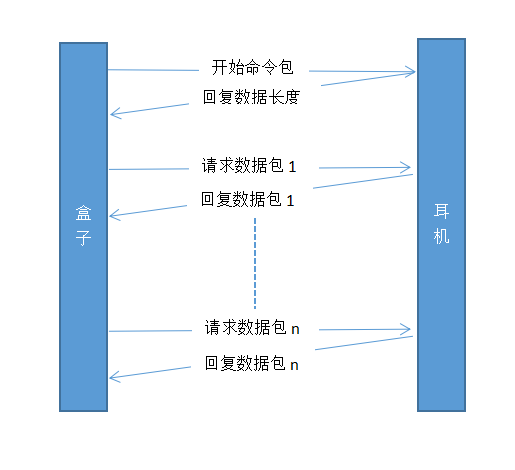 开始命令包
回复数据长度
请求数据包 1
回复数据包 1
盒子
耳机
请求数据包 n
回复数据包 n